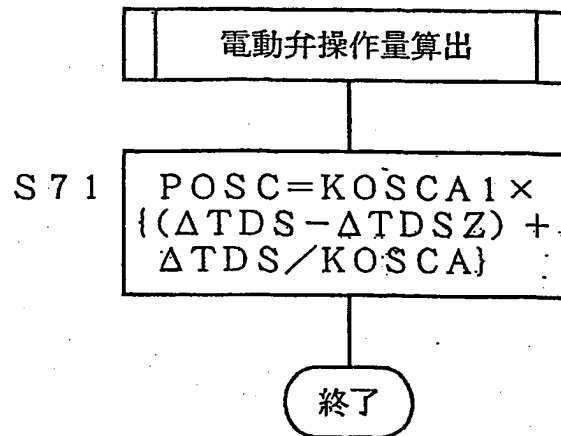 電動弁操作量算出
S71
POSC=KOSCA1×
{(ΔTDS−ΔTDSZ)+
ΔTDS／KOSCA}
終了